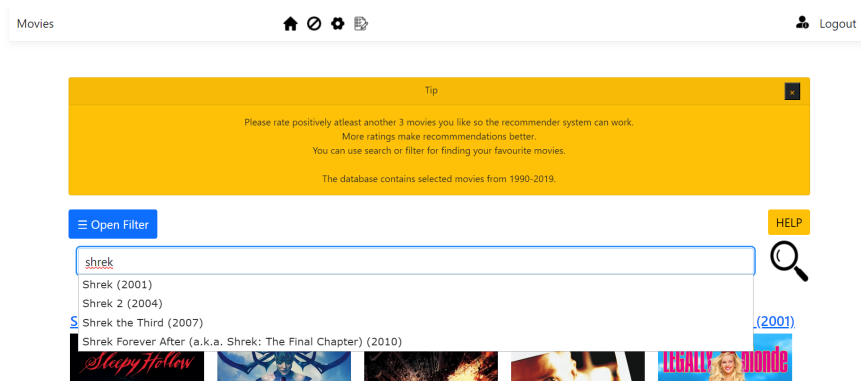 Movies
Logout
Tip
×
Please rate positively atleast another 3 movies you like so the recommender system can work.
More ratings make recommmendations better.
You can use search or filter for finding your favourite movies.
The database contains selected movies from 1990-2019.
☰ Open Filter
HELP
shrek
Shrek (2001)
Shrek 2 (2004)
Shrek the Third (2007)
Shrek Forever After (a.k.a. Shrek: The Final Chapter) (2010)
S
(2001)
Sleepy Hollow
LEGALLY blonde